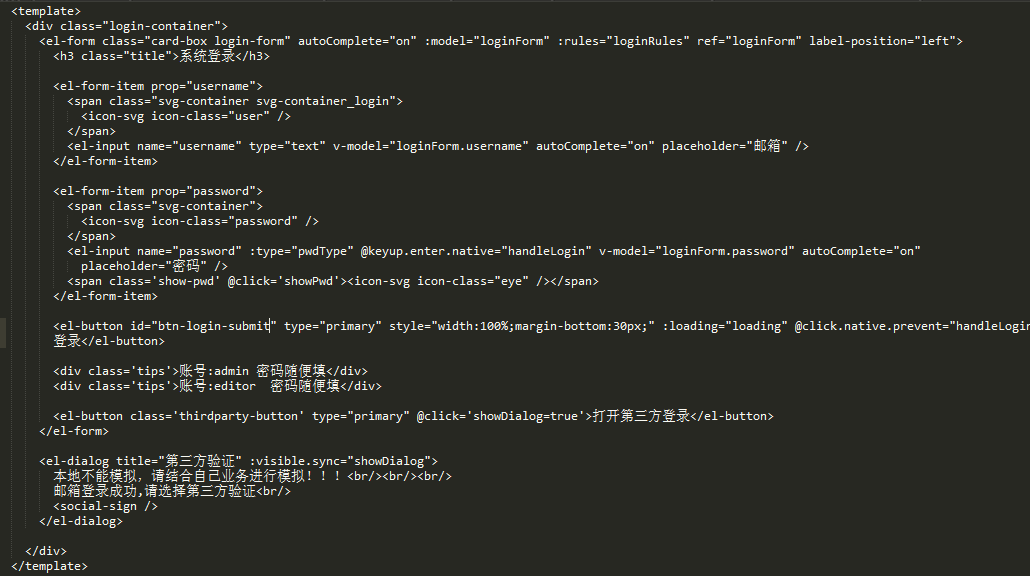 <template>
<div class="login-container">
<el-form class="card-box login-form" autoComplete="on" :model="loginForm" :rules="loginRules" ref="loginForm" label-position="left">
<h3 class="title">系统登录</h3>
<el-form-item prop="username">
<span class="svg-container svg-container_login">
<icon-svg icon-class="user" />
</span>
<el-input name="username" type="text" v-model="loginForm.username" autoComplete="on" placeholder="邮箱" />
</el-form-item>
<el-form-item prop="password">
<span class="svg-container">
<icon-svg icon-class="password" />
</span>
<el-input name="password" :type="pwdType" @keyup.enter.native="handleLogin" v-model="loginForm.password" autoComplete="on"
placeholder="密码" />
<span class='show-pwd' @click='showPwd'><icon-svg icon-class="eye" /></span>
</el-form-item>
<el-button id="btn-login-submit" type="primary" style="width:100%;margin-bottom:30px;" :loading="loading" @click.native.prevent="handleLogin
登录</el-button>
<div class='tips'>账号:admin 密码随便填</div>
<div class='tips'>账号:editor  密码随便填</div>
<el-button class='thirdparty-button' type="primary" @click='showDialog=true'>打开第三方登录</el-button>
</el-form>
<el-dialog title="第三方验证" :visible.sync="showDialog">
本地不能模拟，请结合自己业务进行模拟！！！<br/><br/><br/>
邮箱登录成功,请选择第三方验证<br/>
<social-sign />
</el-dialog>
</div>
</template>